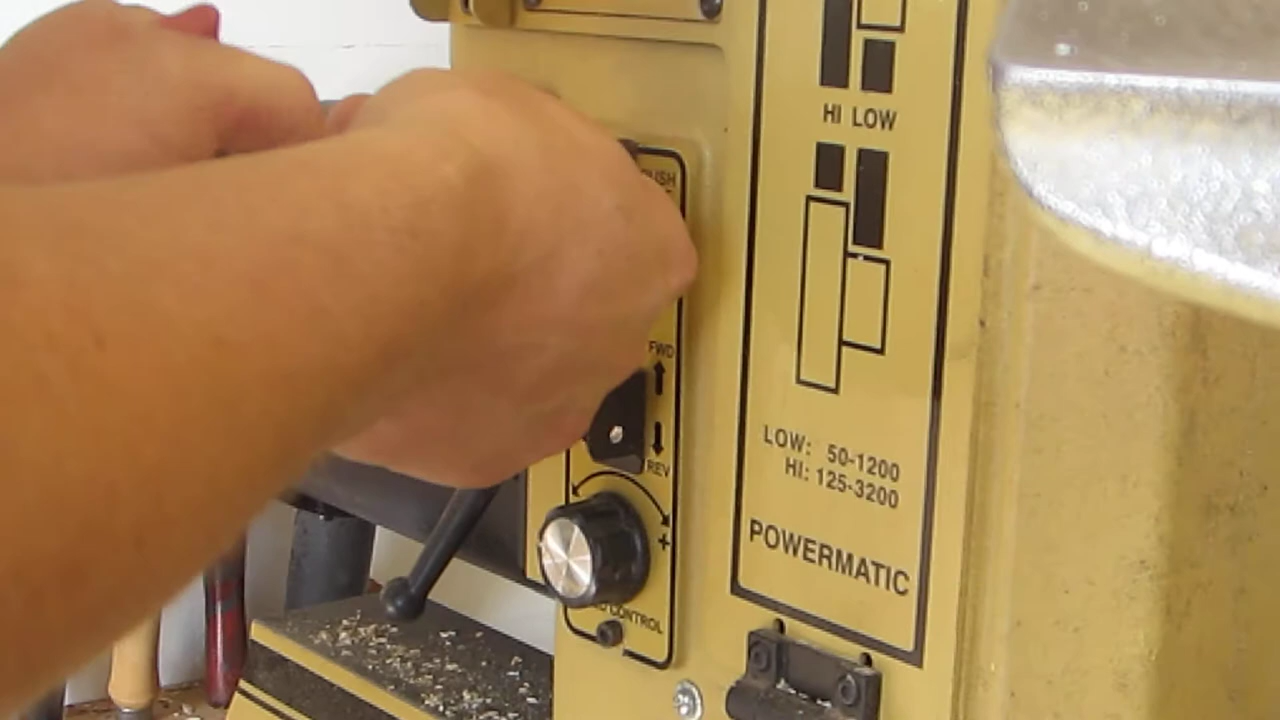 HI LOW
FWD
REV
+
CONTROL
LOW: 50-1200
HI: 125-3200
POWERMATIC